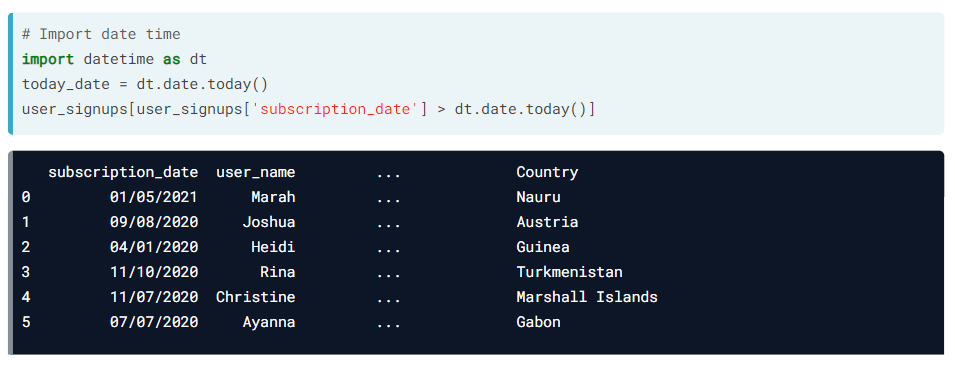 # Import date time
import datetime as dt
today_date = dt.date.today()
user_signups[user_signups['subscription_date'] > dt.date.today()]
subscription_date user_name ... Country
0 01/05/2021 Marah ... Nauru
1 09/08/2020 Joshua ... Austria
2 04/01/2020 Heidi ... Guinea
3 11/10/2020 Rina ... Turkmenistan
4 11/07/2020 Christine ... Marshall Islands
5 07/07/2020 Ayanna ... Gabon